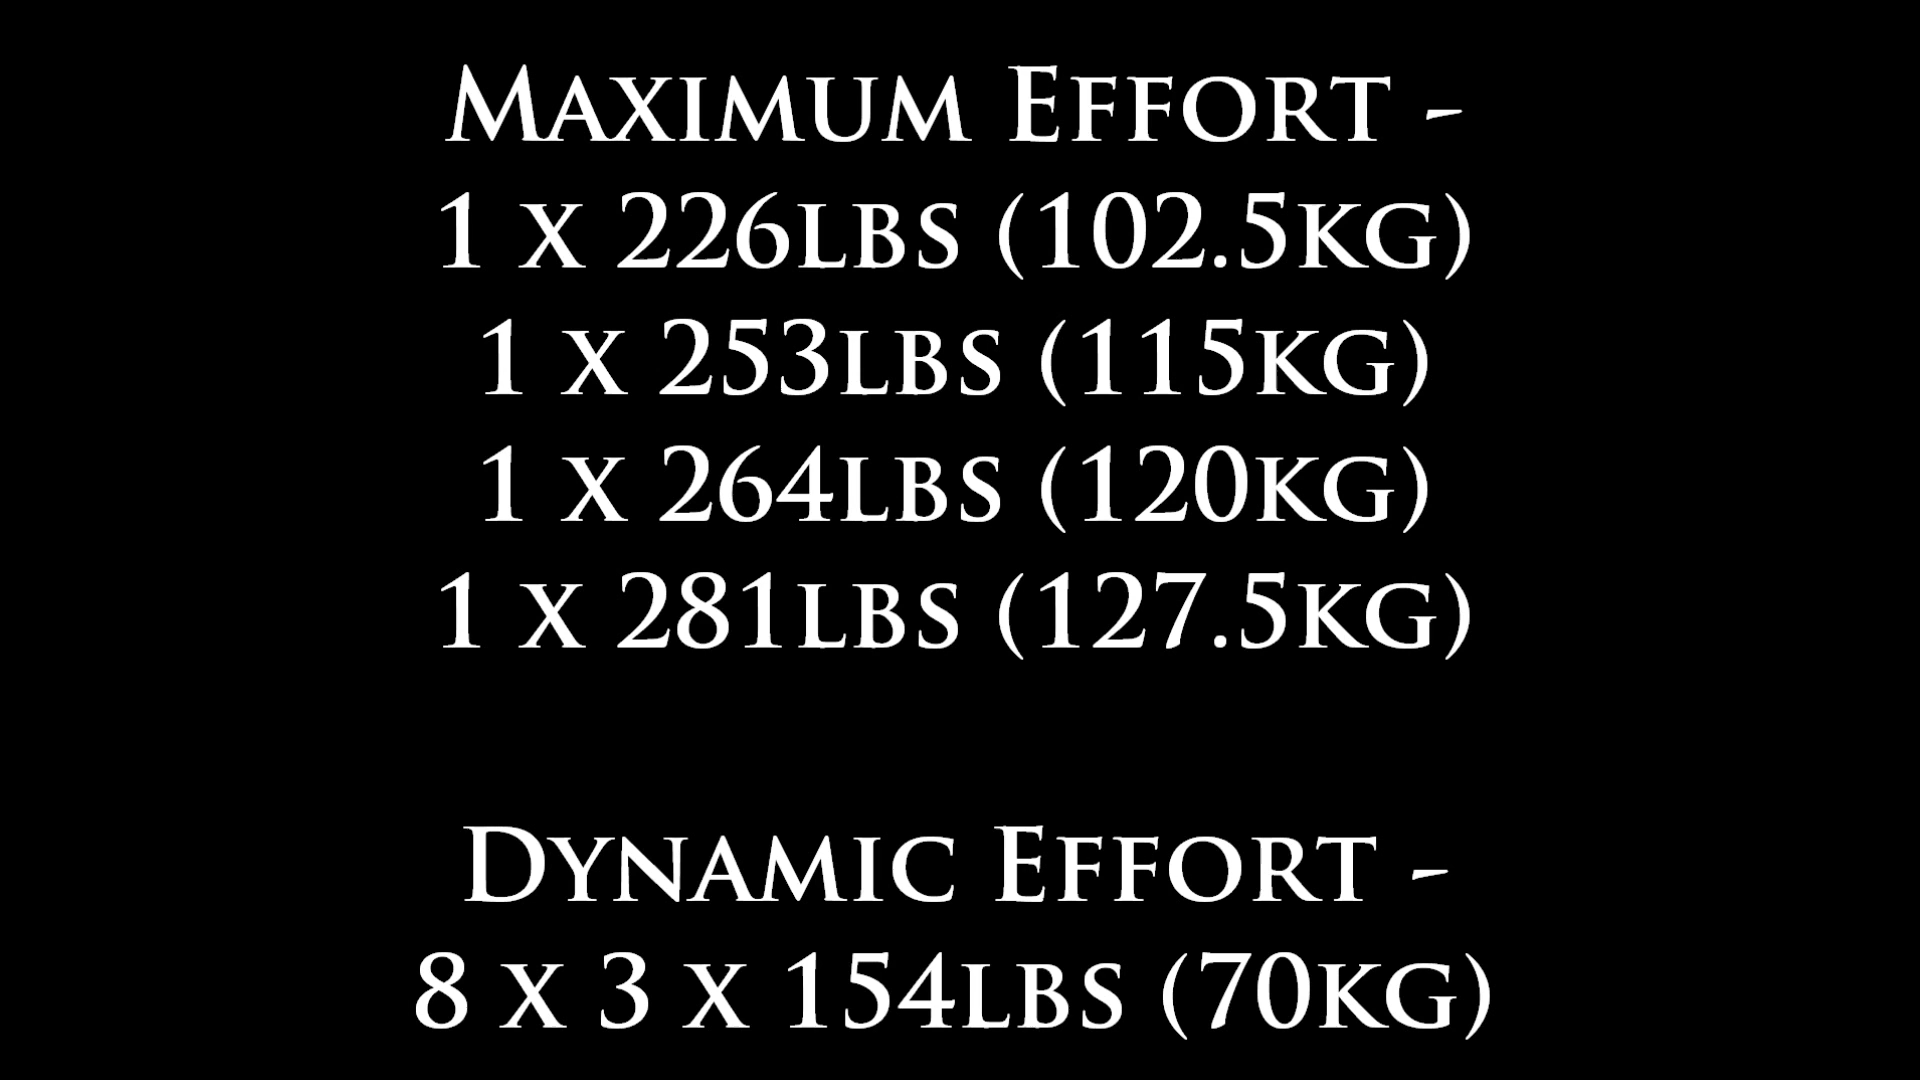 Maximum Effort -
1 x 226lbs (102.5kg)
1 x 253lbs (115kg)
1 x 264lbs (120kg)
1 x 281lbs (127.5kg)
Dynamic Effort -
8 x 3 x 154lbs (70kg)